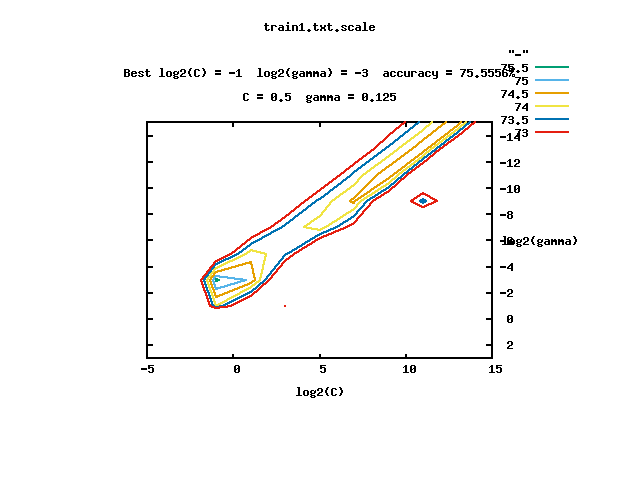 train1.txt.scale
"-"
Best log2(C) = -1  log2(gamma) = -3  accuracy = 75.5556%
75.5
75
C = 0.5  gamma = 0.125
74.5
74
73.5
73
-14
-12
-10
-8
-6
log2(gamma)
-4
-2
0
2
-5 0 5 10 15
log2(C)